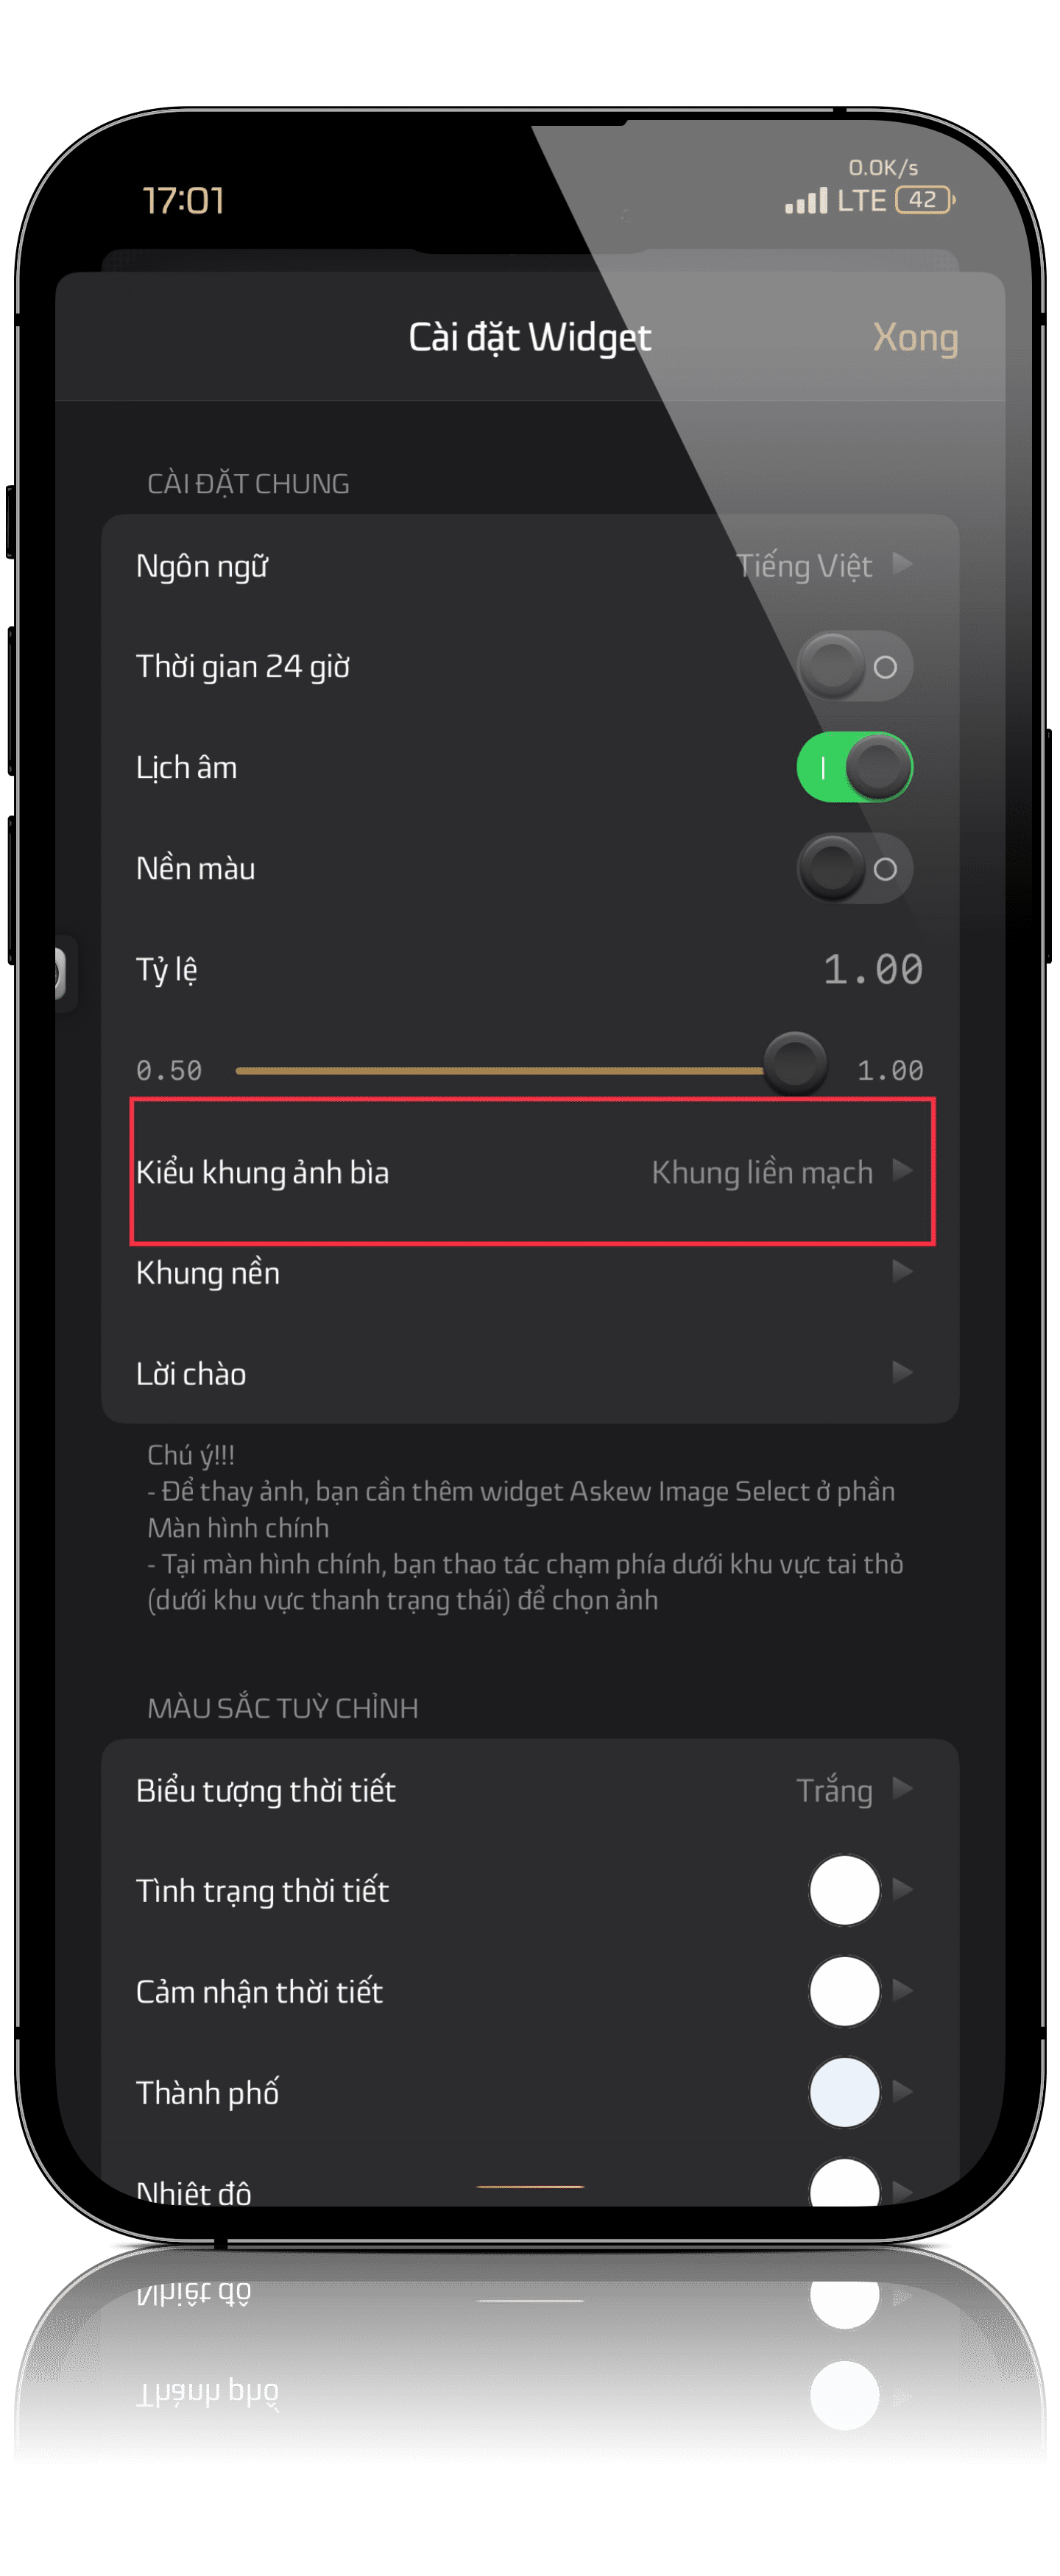 0.0K/s
17:01 LTE 42
Cài đặt Widget Xong
CÀI ĐẶT CHUNG
Ngôn ngữ Tiếng Việt
Thời gian 24 giờ
Lịch âm
Nền màu
Tỷ lệ 1.00
0.50 1.00
Kiểu khung ảnh bìa Khung liền mạch
Khung nền
Lời chào
Chú ý!!!
- Để thay ảnh, bạn cần thêm widget Askew Image Select ở phần
Màn hình chính
- Tại màn hình chính, bạn thao tác chạm phía dưới khu vực tai thỏ
(dưới khu vực thanh trạng thái) để chọn ảnh
MÀU SẮC TUỲ CHỈNH
Biểu tượng thời tiết Trắng
Tình trạng thời tiết
Cảm nhận thời tiết
Thành phố
Nhiệt độ